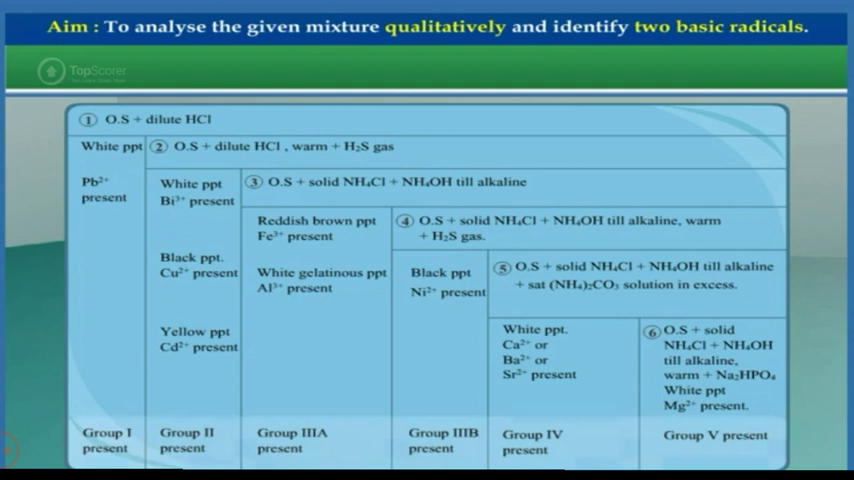 Aim : To analyse the given mixture qualitatively and identify two basic radicals.
TopScorer
① O.S + dilute HCl
White ppt
Pb²⁺
present
② O.S + dilute HCl , warm + H₂S gas
White ppt
Bi³⁺ present
Black ppt.
Cu²⁺ present
Yellow ppt
Cd²⁺ present
③ O.S + solid NH₄Cl + NH₄OH till alkaline
Reddish brown ppt
Fe³⁺ present
White gelatinous ppt
Al³⁺ present
④ O.S + solid NH₄Cl + NH₄OH till alkaline, warm
+ H₂S gas.
Black ppt
Ni²⁺ present
⑤ O.S + solid NH₄Cl + NH₄OH till alkaline
+ sat (NH₄)₂CO₃ solution in excess.
White ppt.
Ca²⁺ or
Ba²⁺ or
Sr²⁺ present
⑥ O.S + solid
NH₄Cl + NH₄OH
till alkaline,
warm + Na₂HPO₄
White ppt
Mg²⁺ present.
Group I
present
Group II
present
Group IIIA
present
Group IIIB
present
Group IV
present
Group V present